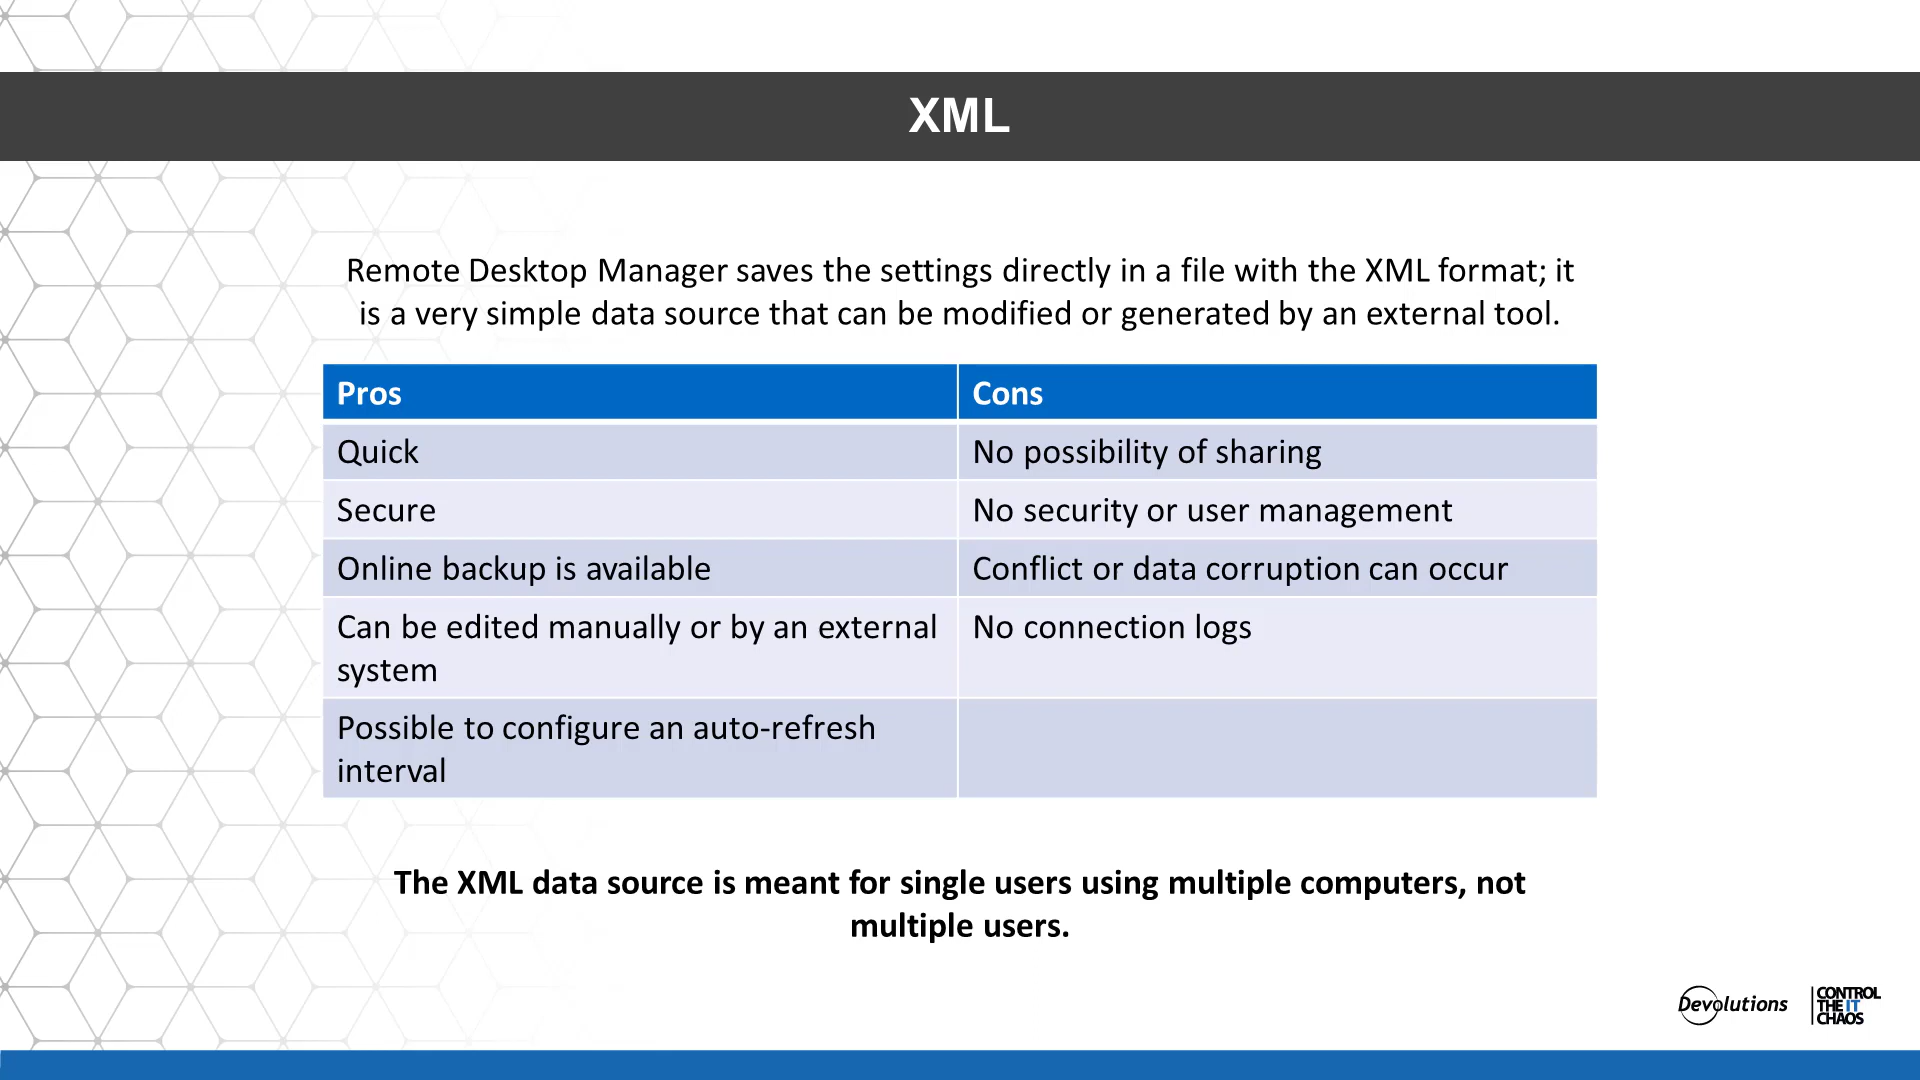 XML
Remote Desktop Manager saves the settings directly in a file with the XML format; it
is a very simple data source that can be modified or generated by an external tool.
Pros
Cons
Quick
No possibility of sharing
Secure
No security or user management
Online backup is available
Conflict or data corruption can occur
Can be edited manually or by an external
system
No connection logs
Possible to configure an auto-refresh
interval
The XML data source is meant for single users using multiple computers, not
multiple users.
Devolutions
CONTROL
THE IT
CHAOS